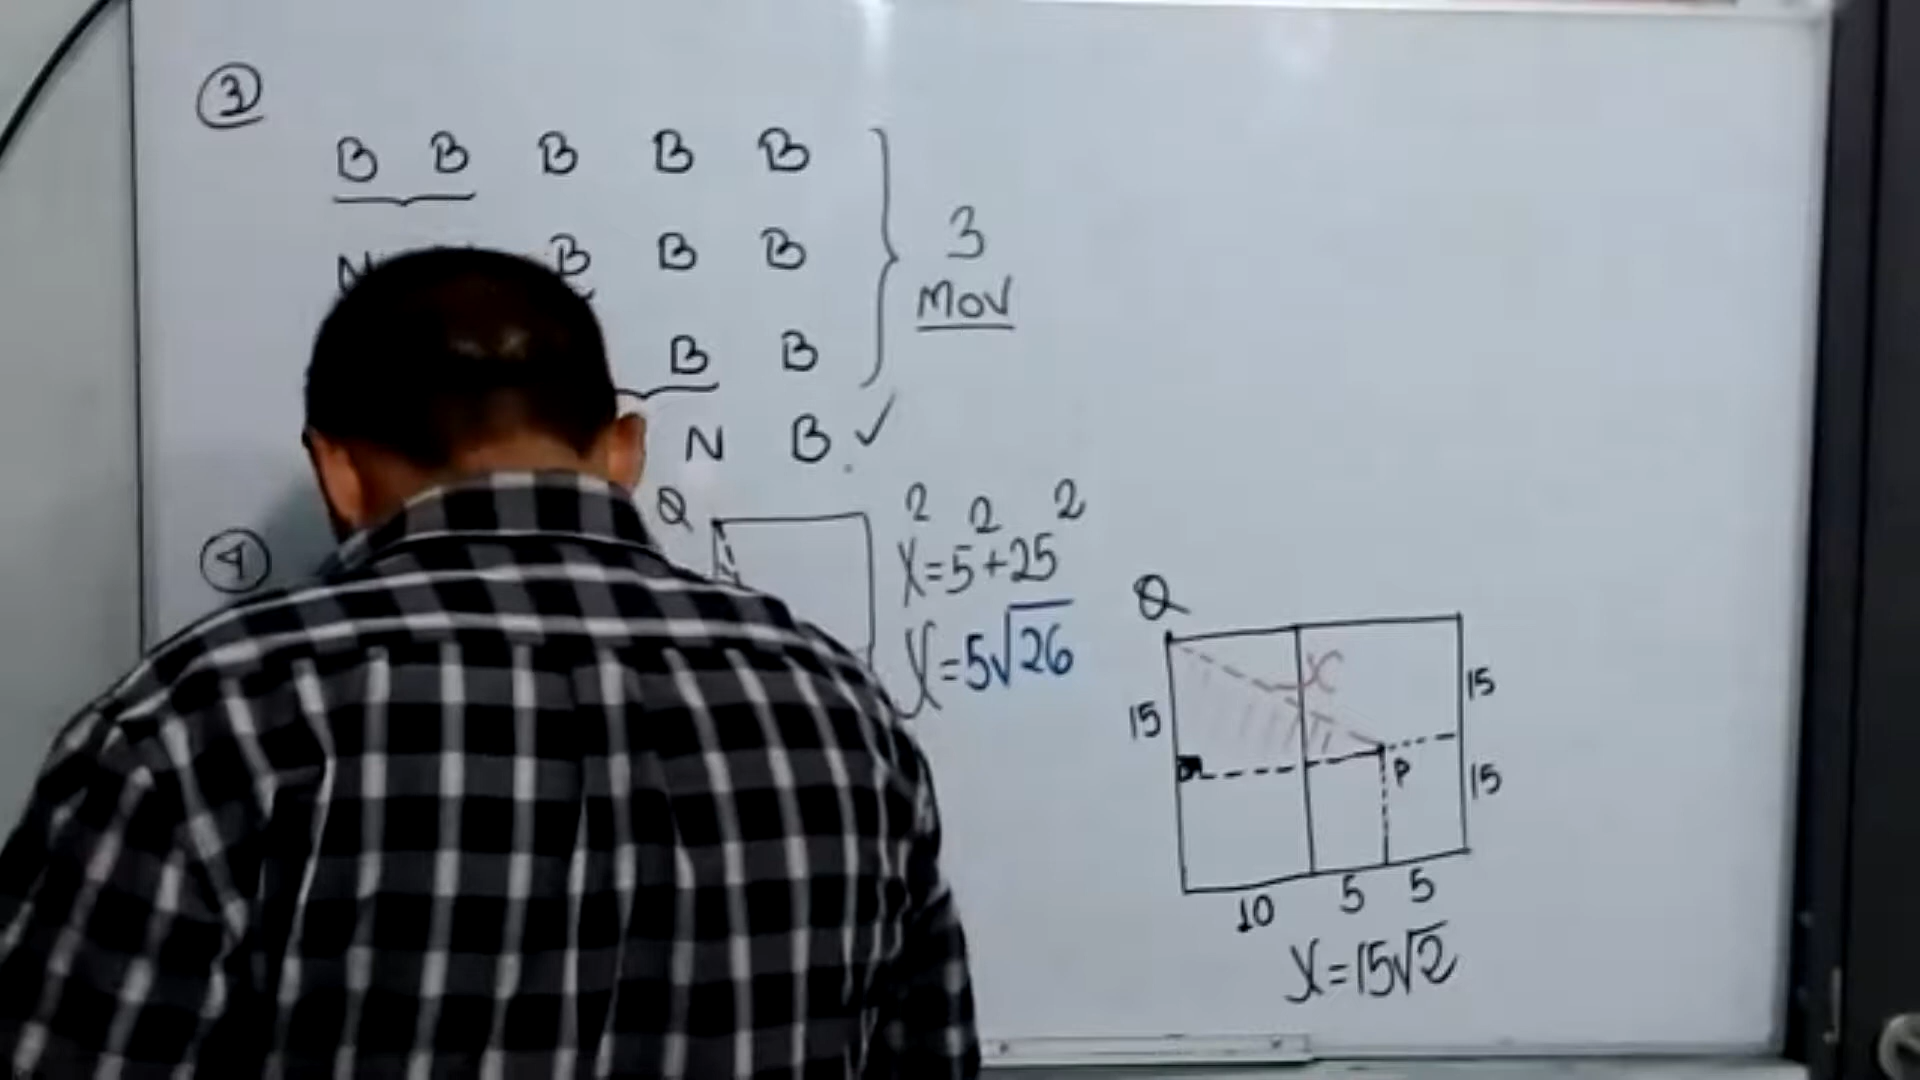 3
B B B B B
N B B B
B B
N B ✓
3
MOV
4
Q
x²=5²+25²
x=5√26
Q
x
15
15
P
15
10 5 5
x=15√2